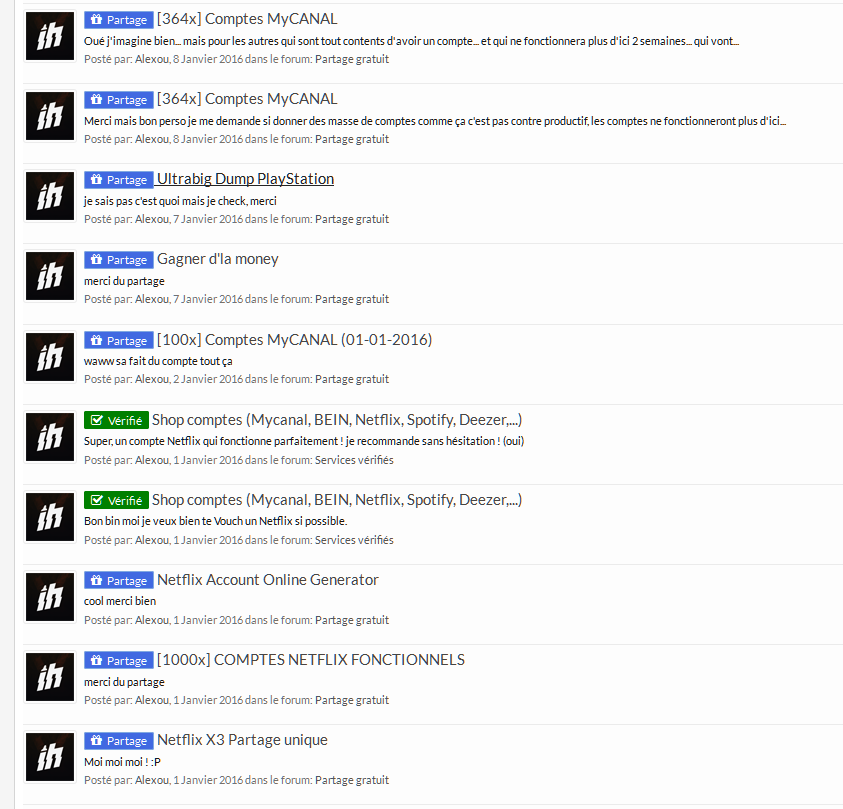 Partage [364x] Comptes MyCANAL
Oué j'imagine bien... mais pour les autres qui sont tout contents d'avoir un compte... et qui ne fonctionnera plus d'ici 2 semaines... qui vont...
Posté par: Alexou, 8 Janvier 2016 dans le forum: Partage gratuit
Partage [364x] Comptes MyCANAL
Merci mais bon perso je me demande si donner des masse de comptes comme ça c'est pas contre productif, les comptes ne fonctionneront plus d'ici...
Posté par: Alexou, 8 Janvier 2016 dans le forum: Partage gratuit
Partage Ultrabig Dump PlayStation
je sais pas c'est quoi mais je check, merci
Posté par: Alexou, 7 Janvier 2016 dans le forum: Partage gratuit
Partage Gagner d'la money
merci du partage
Posté par: Alexou, 7 Janvier 2016 dans le forum: Partage gratuit
Partage [100x] Comptes MyCANAL (01-01-2016)
waww sa fait du compte tout ça
Posté par: Alexou, 2 Janvier 2016 dans le forum: Partage gratuit
Vérifié Shop comptes (Mycanal, BEIN, Netflix, Spotify, Deezer,...)
Super, un compte Netflix qui fonctionne parfaitement ! je recommande sans hésitation ! (oui)
Posté par: Alexou, 1 Janvier 2016 dans le forum: Services vérifiés
Vérifié Shop comptes (Mycanal, BEIN, Netflix, Spotify, Deezer,...)
Bon bin moi je veux bien te Vouch un Netflix si possible.
Posté par: Alexou, 1 Janvier 2016 dans le forum: Services vérifiés
Partage Netflix Account Online Generator
cool merci bien
Posté par: Alexou, 1 Janvier 2016 dans le forum: Partage gratuit
Partage [1000x] COMPTES NETFLIX FONCTIONNELS
merci du partage
Posté par: Alexou, 1 Janvier 2016 dans le forum: Partage gratuit
Partage Netflix X3 Partage unique
Moi moi moi ! :P
Posté par: Alexou, 1 Janvier 2016 dans le forum: Partage gratuit